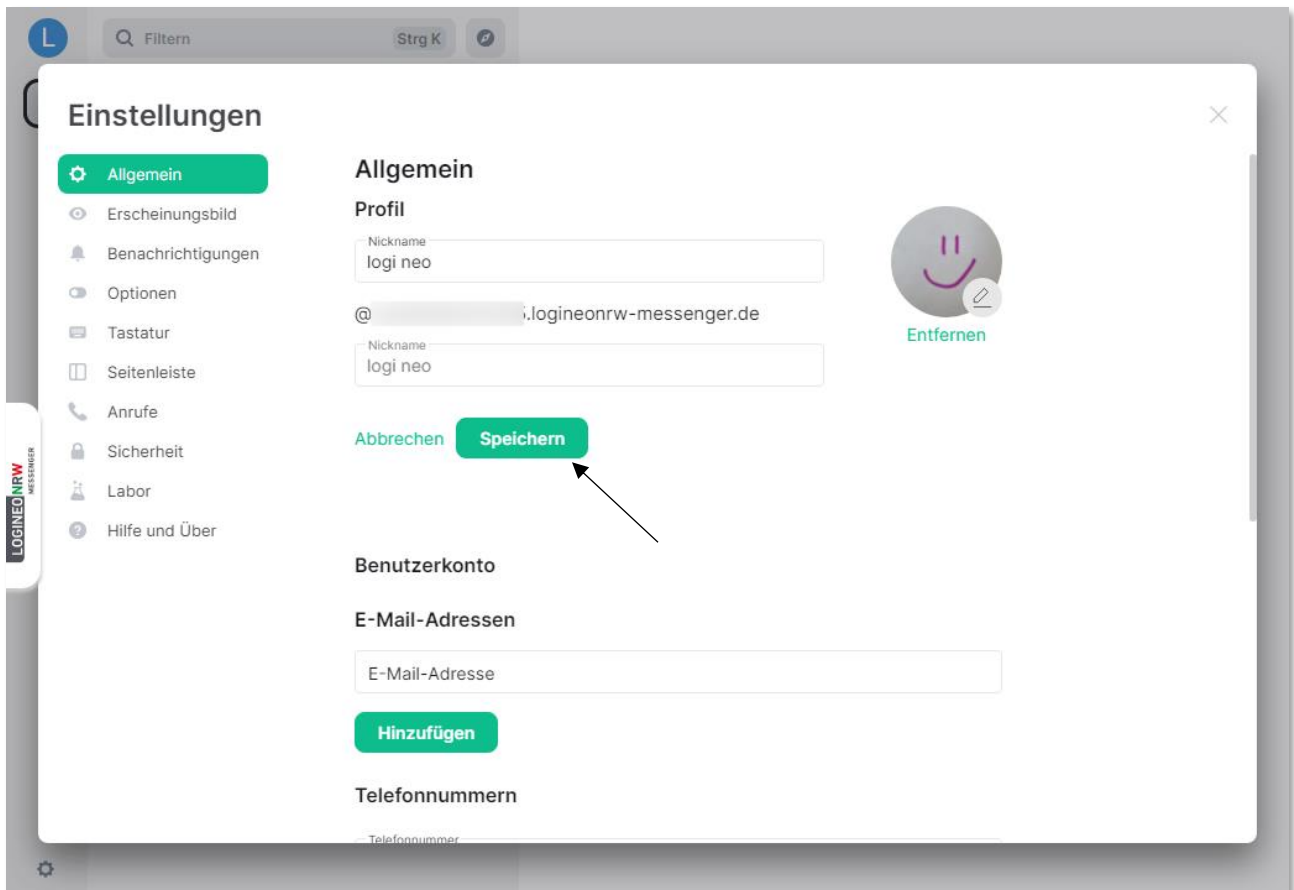 L
Filtern
Strg K
Einstellungen
Allgemein
Erscheinungsbild
Benachrichtigungen
Optionen
Tastatur
Seitenleiste
Anrufe
Sicherheit
Labor
Hilfe und Über
LOGINEO NRW
MESSENGER
Allgemein
Profil
Nickname
logi neo
@ .logineonrw-messenger.de
Nickname
logi neo
Entfernen
Abbrechen
Speichern
Benutzerkonto
E-Mail-Adressen
E-Mail-Adresse
Hinzufügen
Telefonnummern
Telefonnummer